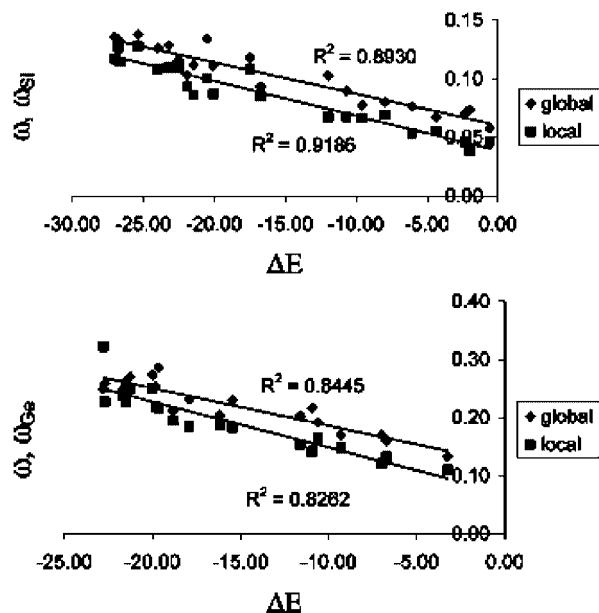 0.15
R² = 0.8930
ω, ωSi
0.10
global
local
0.05
R² = 0.9186
0.00
-30.00 -25.00 -20.00 -15.00 -10.00 -5.00 0.00
ΔE
0.40
0.30
R² = 0.8445
ω, ωGe
0.20
global
local
0.10
R² = 0.8262
0.00
-25.00 -20.00 -15.00 -10.00 -5.00 0.00
ΔE